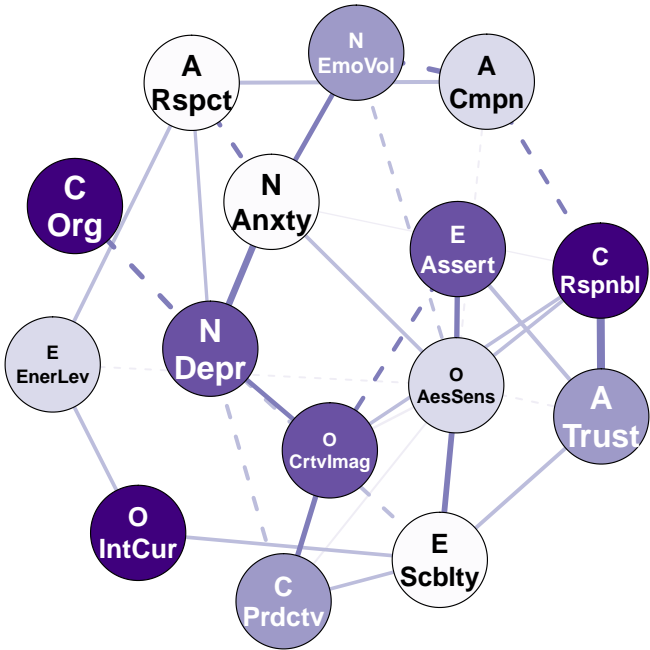 N
EmoVol
A
Rspct
A
Cmpn
C
Org
N
Anxty
E
Assert
C
Rspnbl
N
Depr
E
EnerLev
O
AesSens
A
Trust
O
CrtvImag
O
IntCur
E
Scblty
C
Prdctv